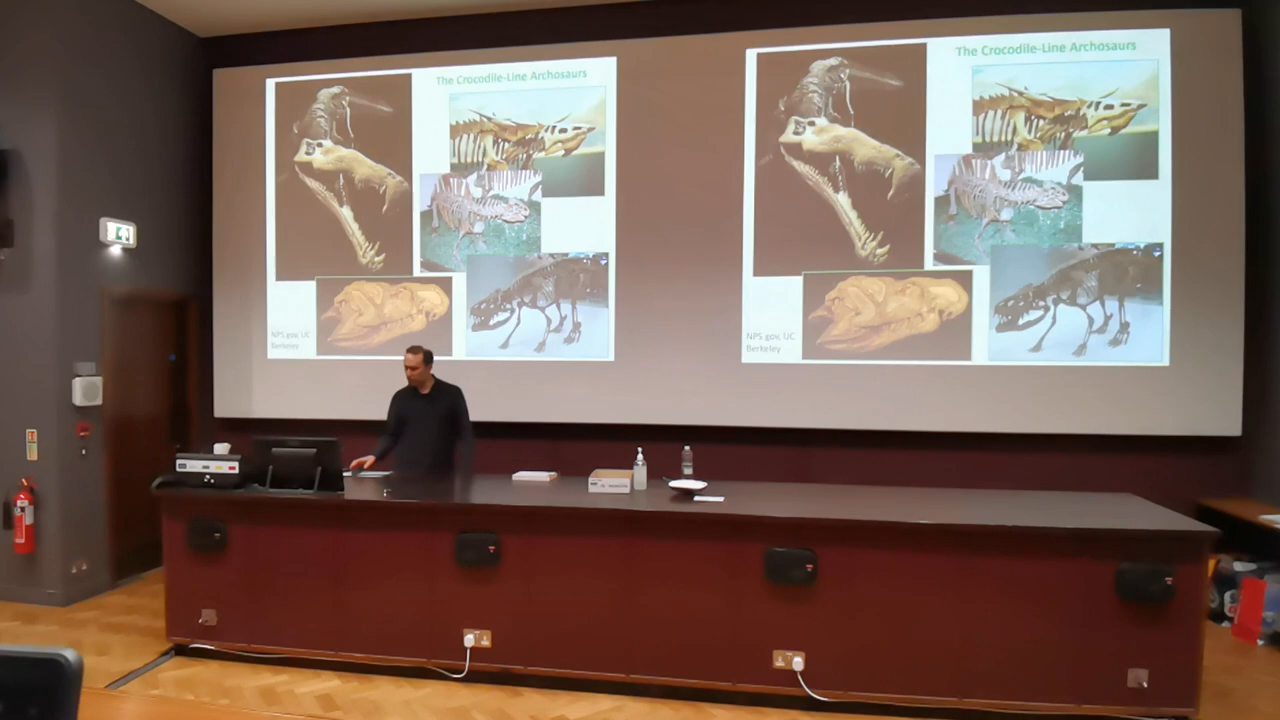 The Crocodile-Line Archosaurs
NPS gov, UC
Berkeley
The Crocodile-Line Archosaurs
NPS gov, UC
Berkeley